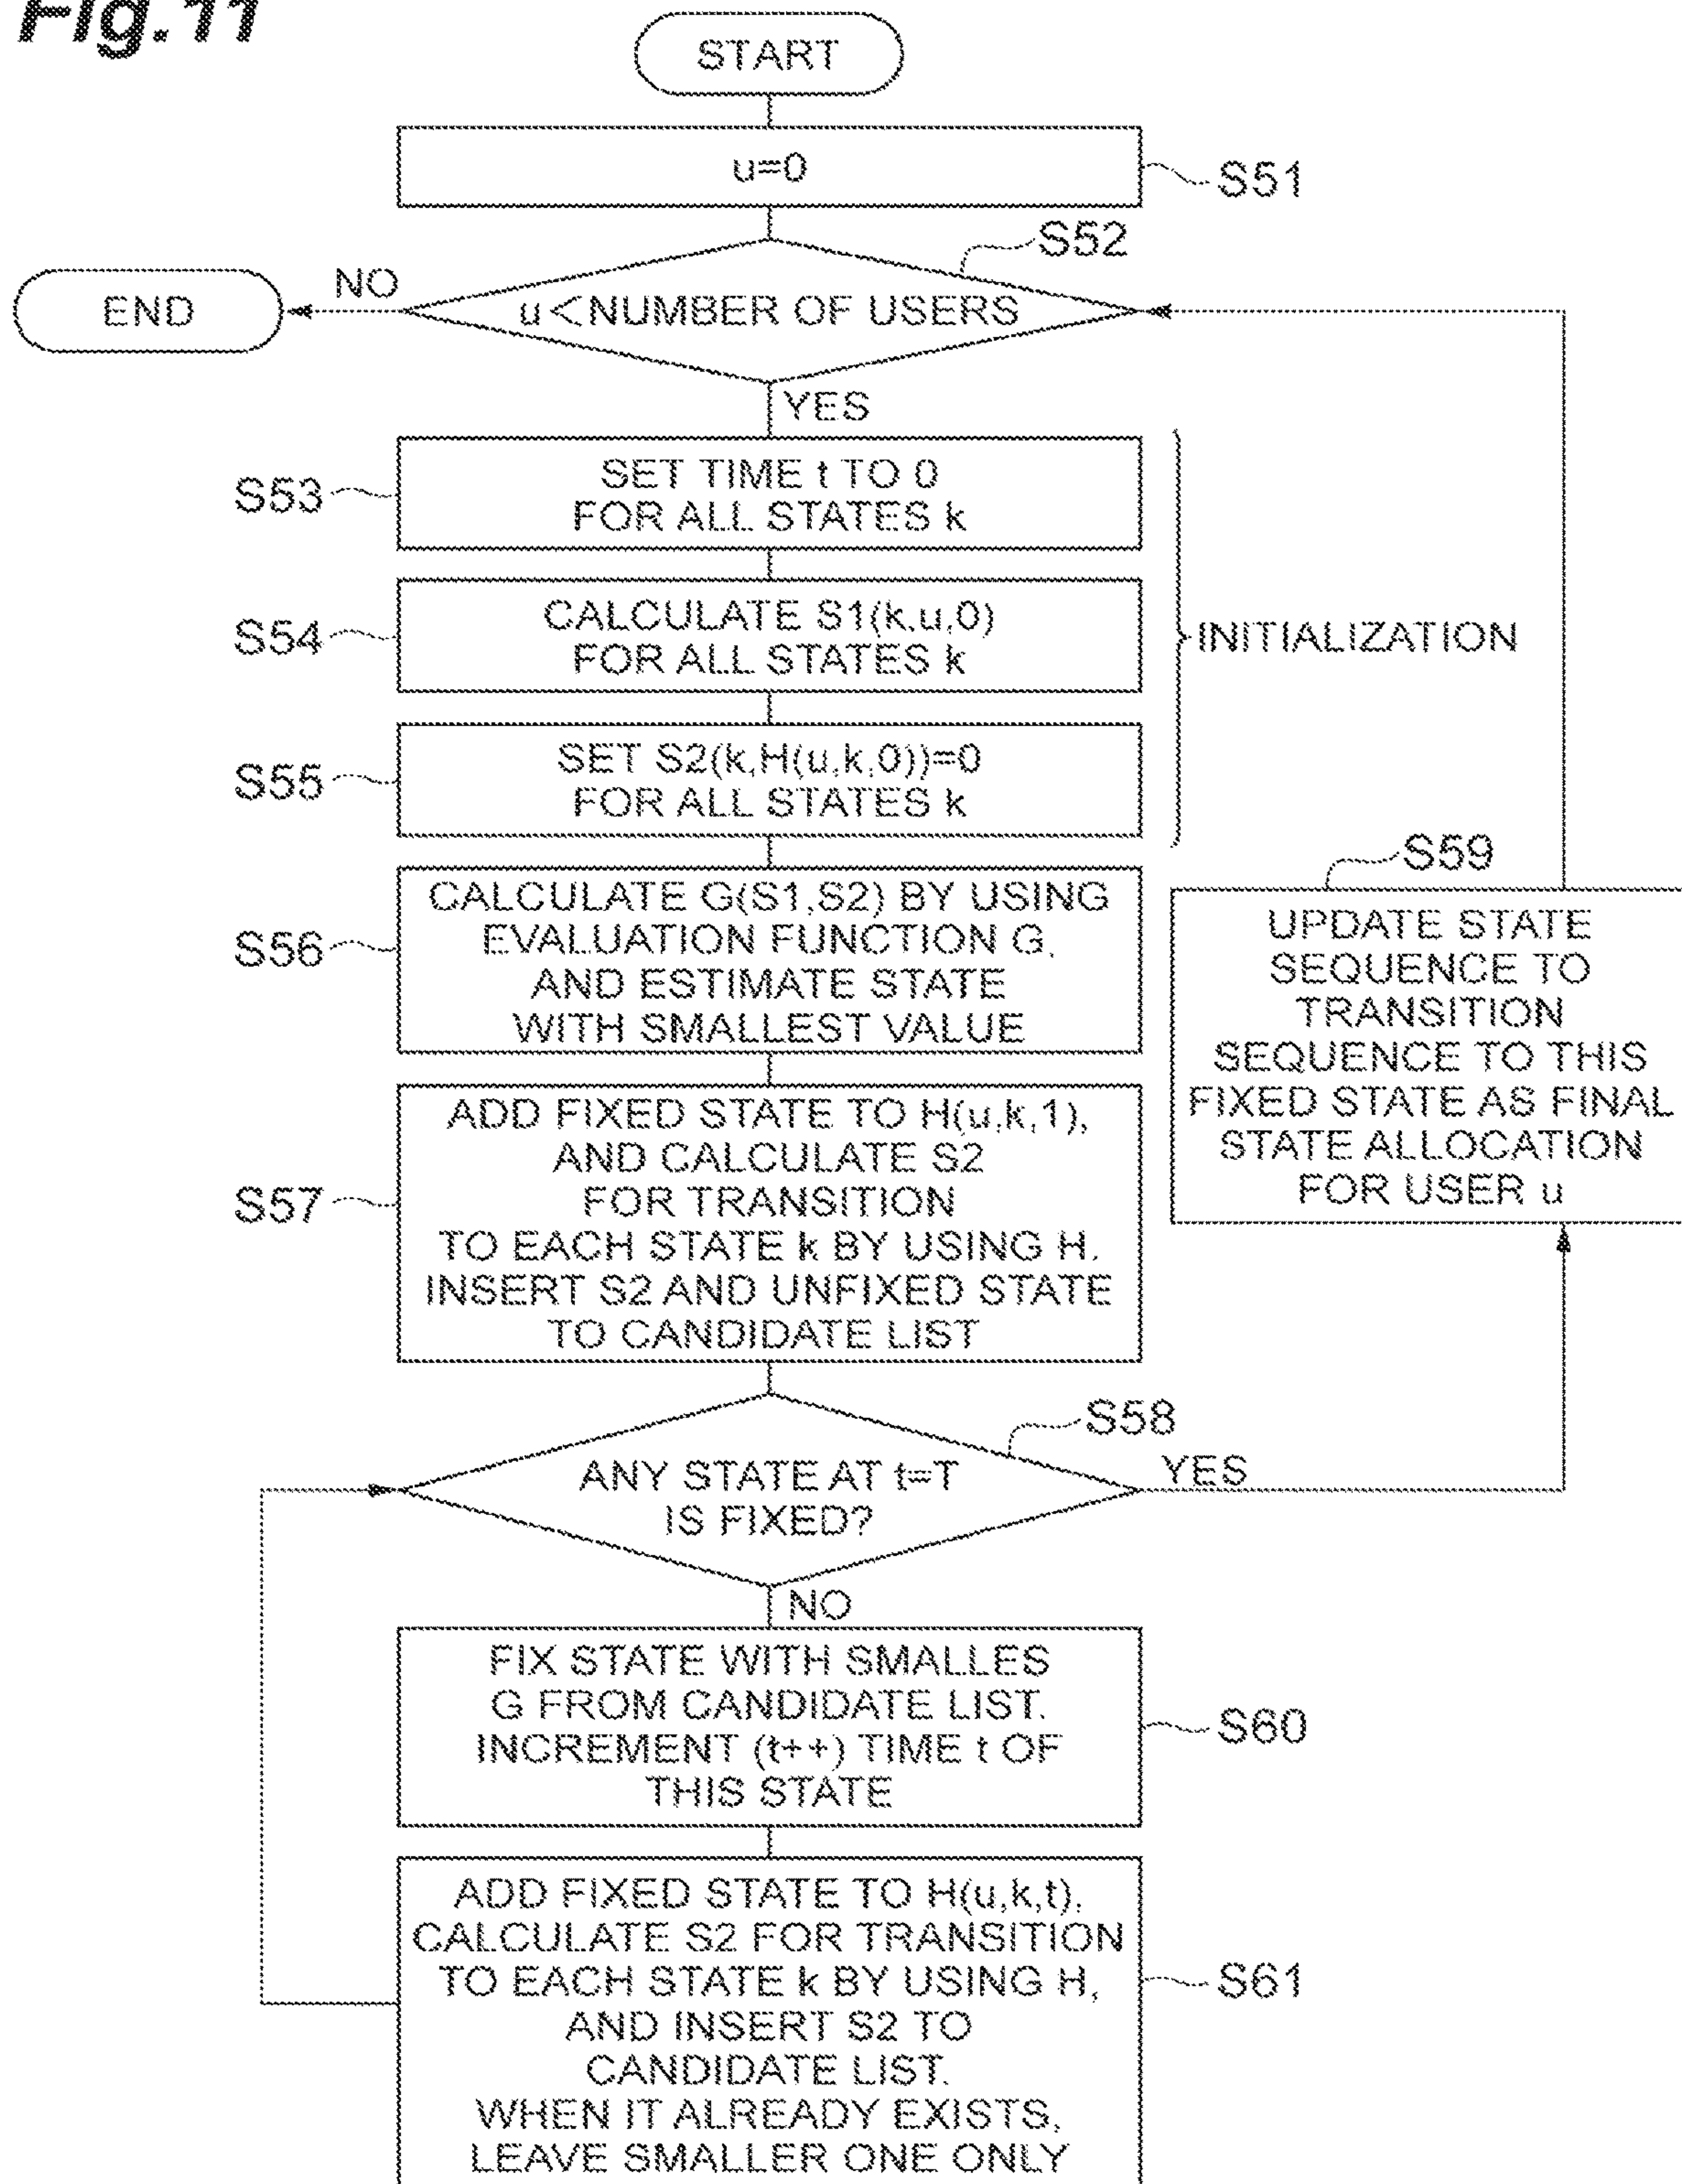 Fig.11
START
u=0
S51
S52
NO
END
u<NUMBER OF USERS
YES
SET TIME t TO 0
FOR ALL STATES k
S53
CALCULATE S1(k,u,0)
FOR ALL STATES k
S54
INITIALIZATION
SET S2(k,H(u,k,0))=0
FOR ALL STATES k
S55
CALCULATE G(S1,S2) BY USING
EVALUATION FUNCTION G,
AND ESTIMATE STATE
WITH SMALLEST VALUE
S56
S59
UPDATE STATE
SEQUENCE TO
TRANSITION
SEQUENCE TO THIS
FIXED STATE AS FINAL
STATE ALLOCATION
FOR USER u
ADD FIXED STATE TO H(u,k,1),
AND CALCULATE S2
FOR TRANSITION
TO EACH STATE k BY USING H.
INSERT S2 AND UNFIXED STATE
TO CANDIDATE LIST
S57
S58
ANY STATE AT t=T
IS FIXED?
YES
NO
FIX STATE WITH SMALLES
G FROM CANDIDATE LIST.
INCREMENT (t++) TIME t OF
THIS STATE
S60
ADD FIXED STATE TO H(u,k,t),
CALCULATE S2 FOR TRANSITION
TO EACH STATE k BY USING H,
AND INSERT S2 TO
CANDIDATE LIST.
WHEN IT ALREADY EXISTS,
LEAVE SMALLER ONE ONLY
S61